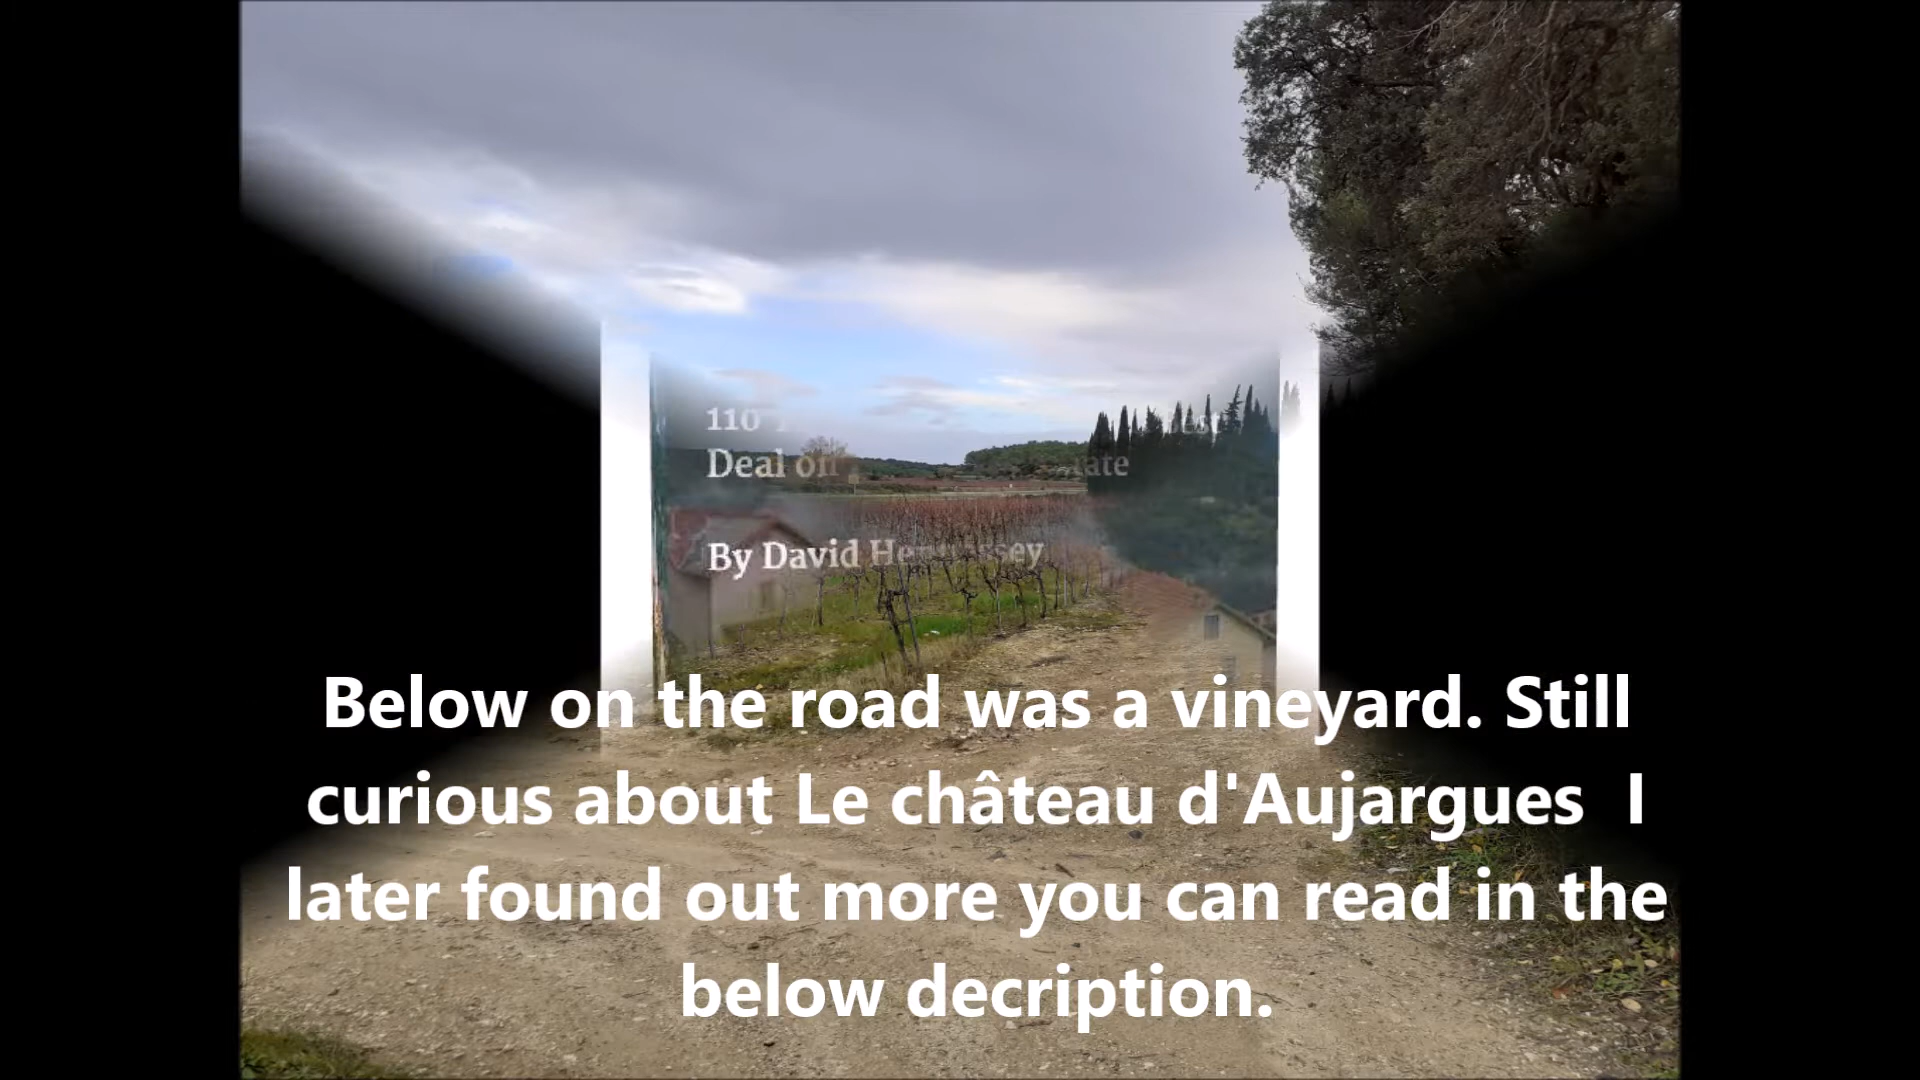 110
Deal on
By David Hennessey
Below on the road was a vineyard. Still
curious about Le château d'Aujargues I
later found out more you can read in the
below decription.